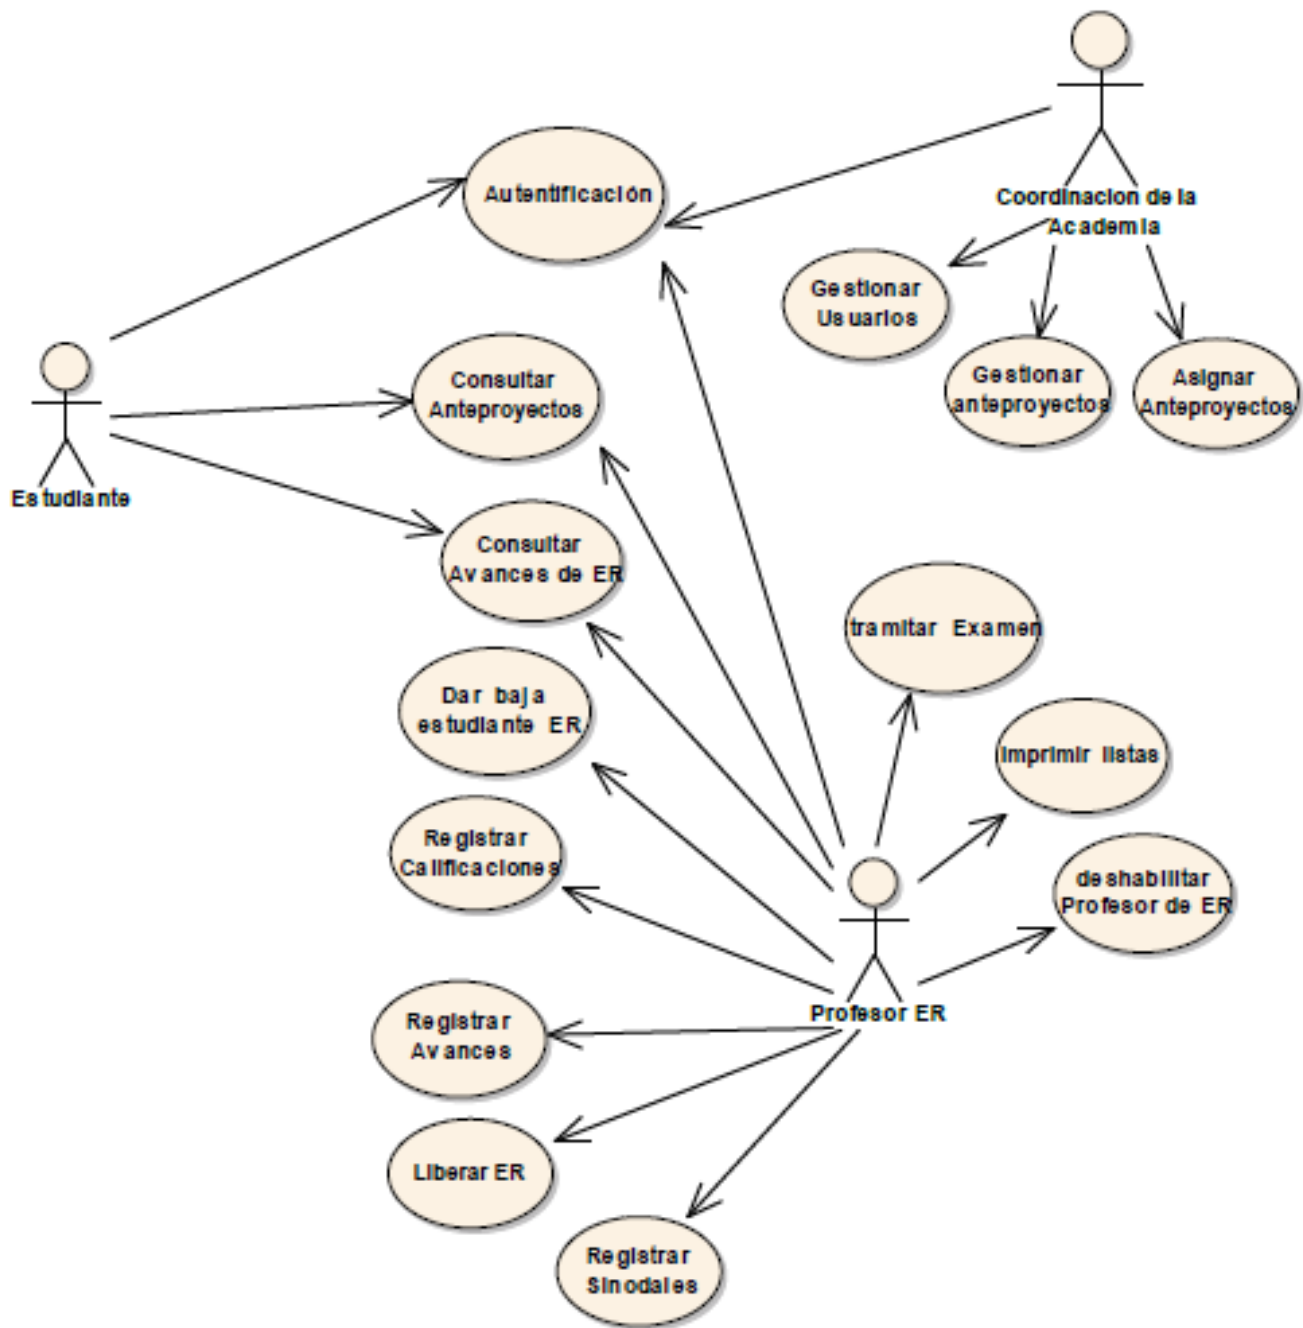 Autentificación
Coordinacion de la
Academia
Gestionar
Usuarios
Gestionar
anteproyectos
Asignar
Anteproyectos
Consultar
Anteproyectos
Estudiante
Consultar
Avances de ER
tramitar Examen
Dar baja
estudiante ER
imprimir listas
Registrar
Calificaciones
deshabilitar
Profesor de ER
Profesor ER
Registrar
Avances
Liberar ER
Registrar
Sinodales